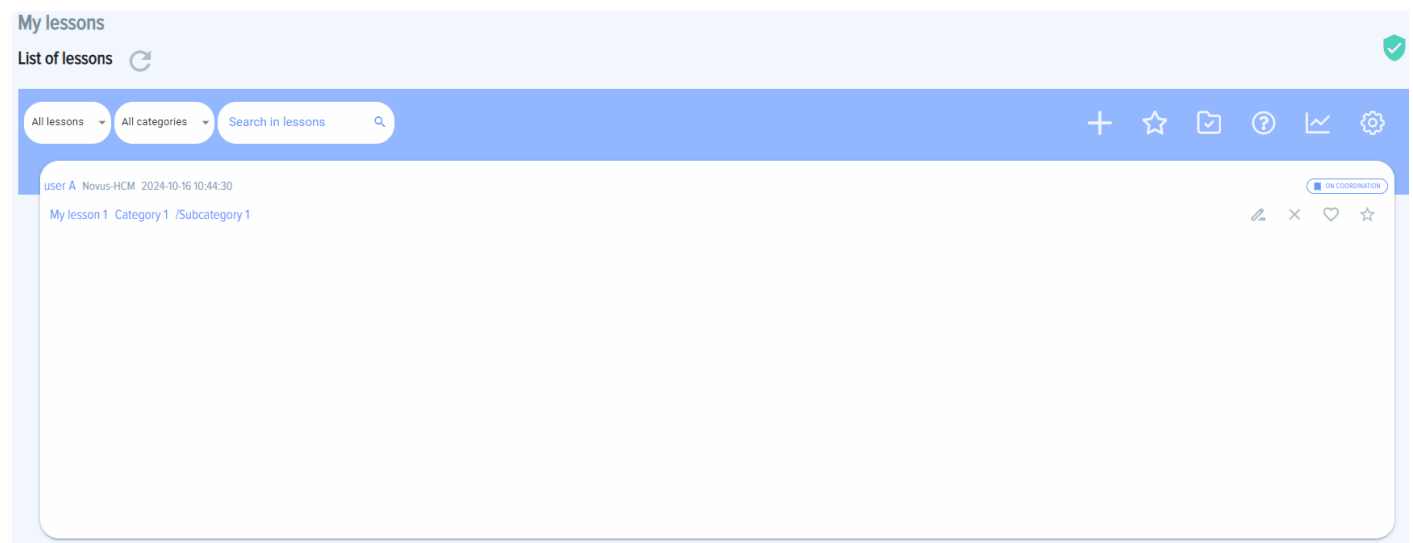 My lessons
List of lessons
All lessons All categories Search in lessons
user A Novus-HCM 2024-10-16 10:44:30 ON COORDINATION
My lesson 1 Category 1 /Subcategory 1